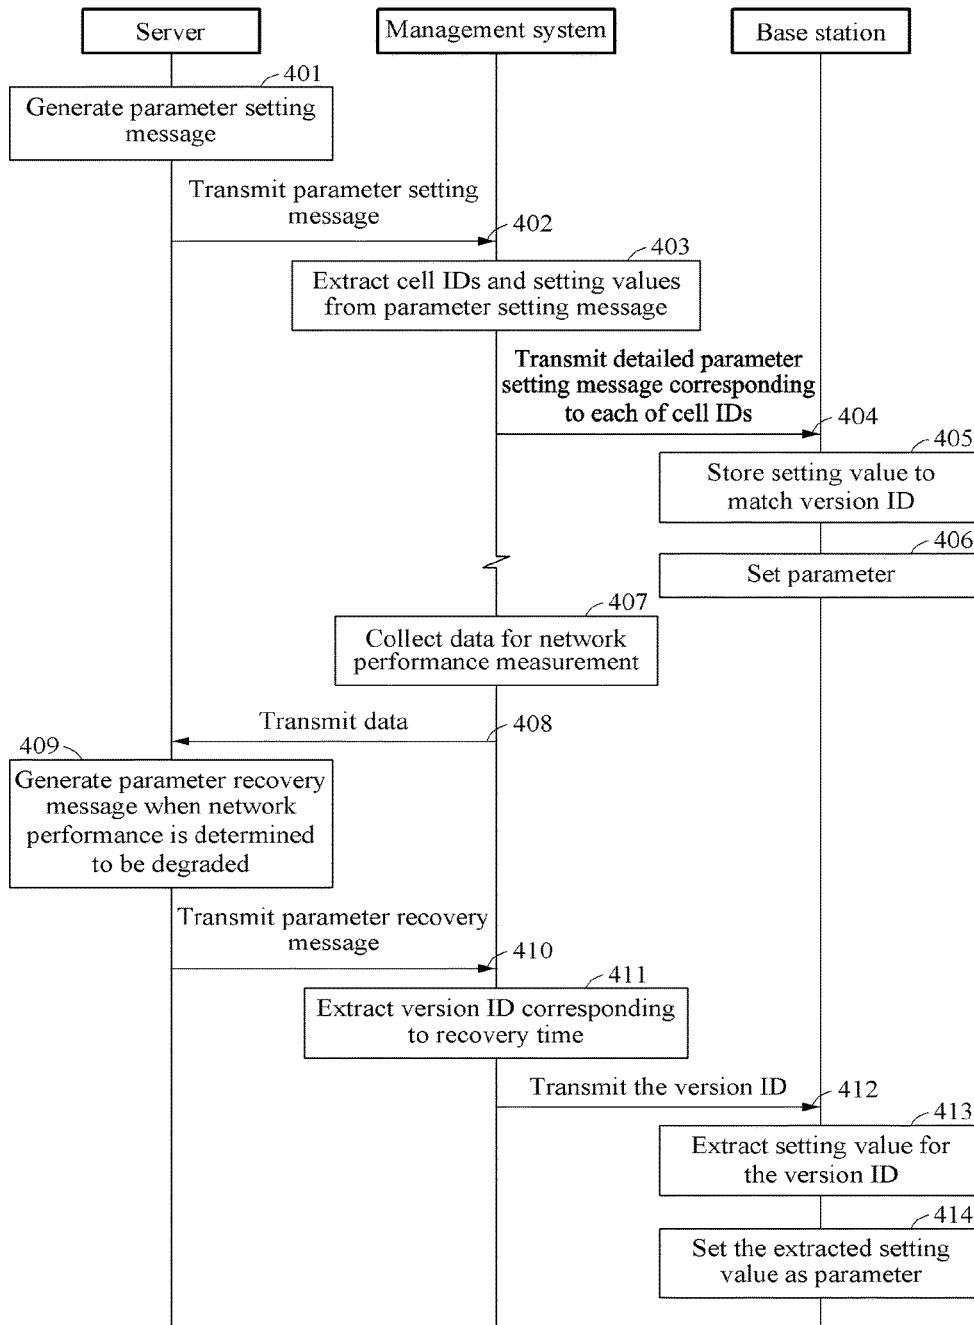 Server
Management system
Base station
401
Generate parameter setting
message
Transmit parameter setting
message
402
403
Extract cell IDs and setting values
from parameter setting message
Transmit detailed parameter
setting message corresponding
to each of cell IDs
404
405
Store setting value to
match version ID
406
Set parameter
407
Collect data for network
performance measurement
Transmit data
408
409
Generate parameter recovery
message when network
performance is determined
to be degraded
Transmit parameter recovery
message
410
411
Extract version ID corresponding
to recovery time
Transmit the version ID
412
413
Extract setting value for
the version ID
414
Set the extracted setting
value as parameter